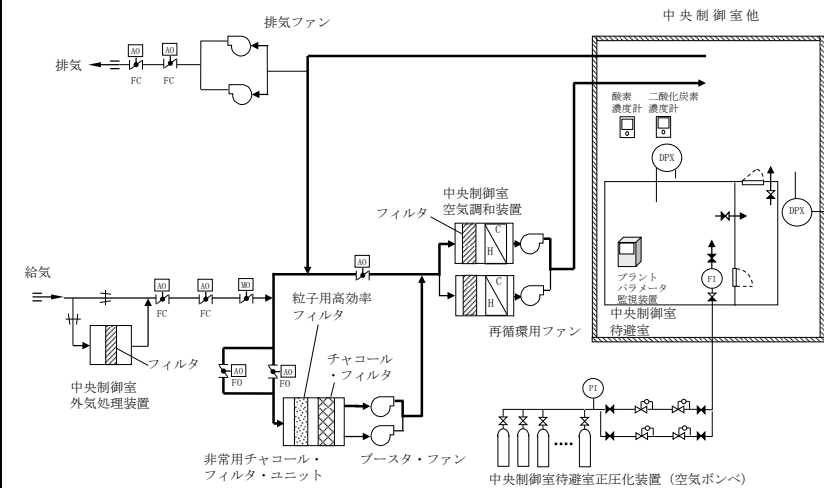 中央制御室他
排気ファン
AO
AO
排気
FC
FC
酸素
濃度計
二酸化炭素
濃度計
DPX
DPX
中央制御室
空気調和装置
フィルタ
C
H
C
H
再循環用ファン
プラント
パラメータ
監視装置
FI
中央制御室
待避室
給気
AO
AO
MO
AO
FC
FC
粒子用高効率
フィルタ
フィルタ
チャコール
・フィルタ
AO
FO
AO
FO
中央制御室
外気処理装置
非常用チャコール・
フィルタ・ユニット
ブースタ・ファン
PI
中央制御室待避室正圧化装置（空気ボンベ）